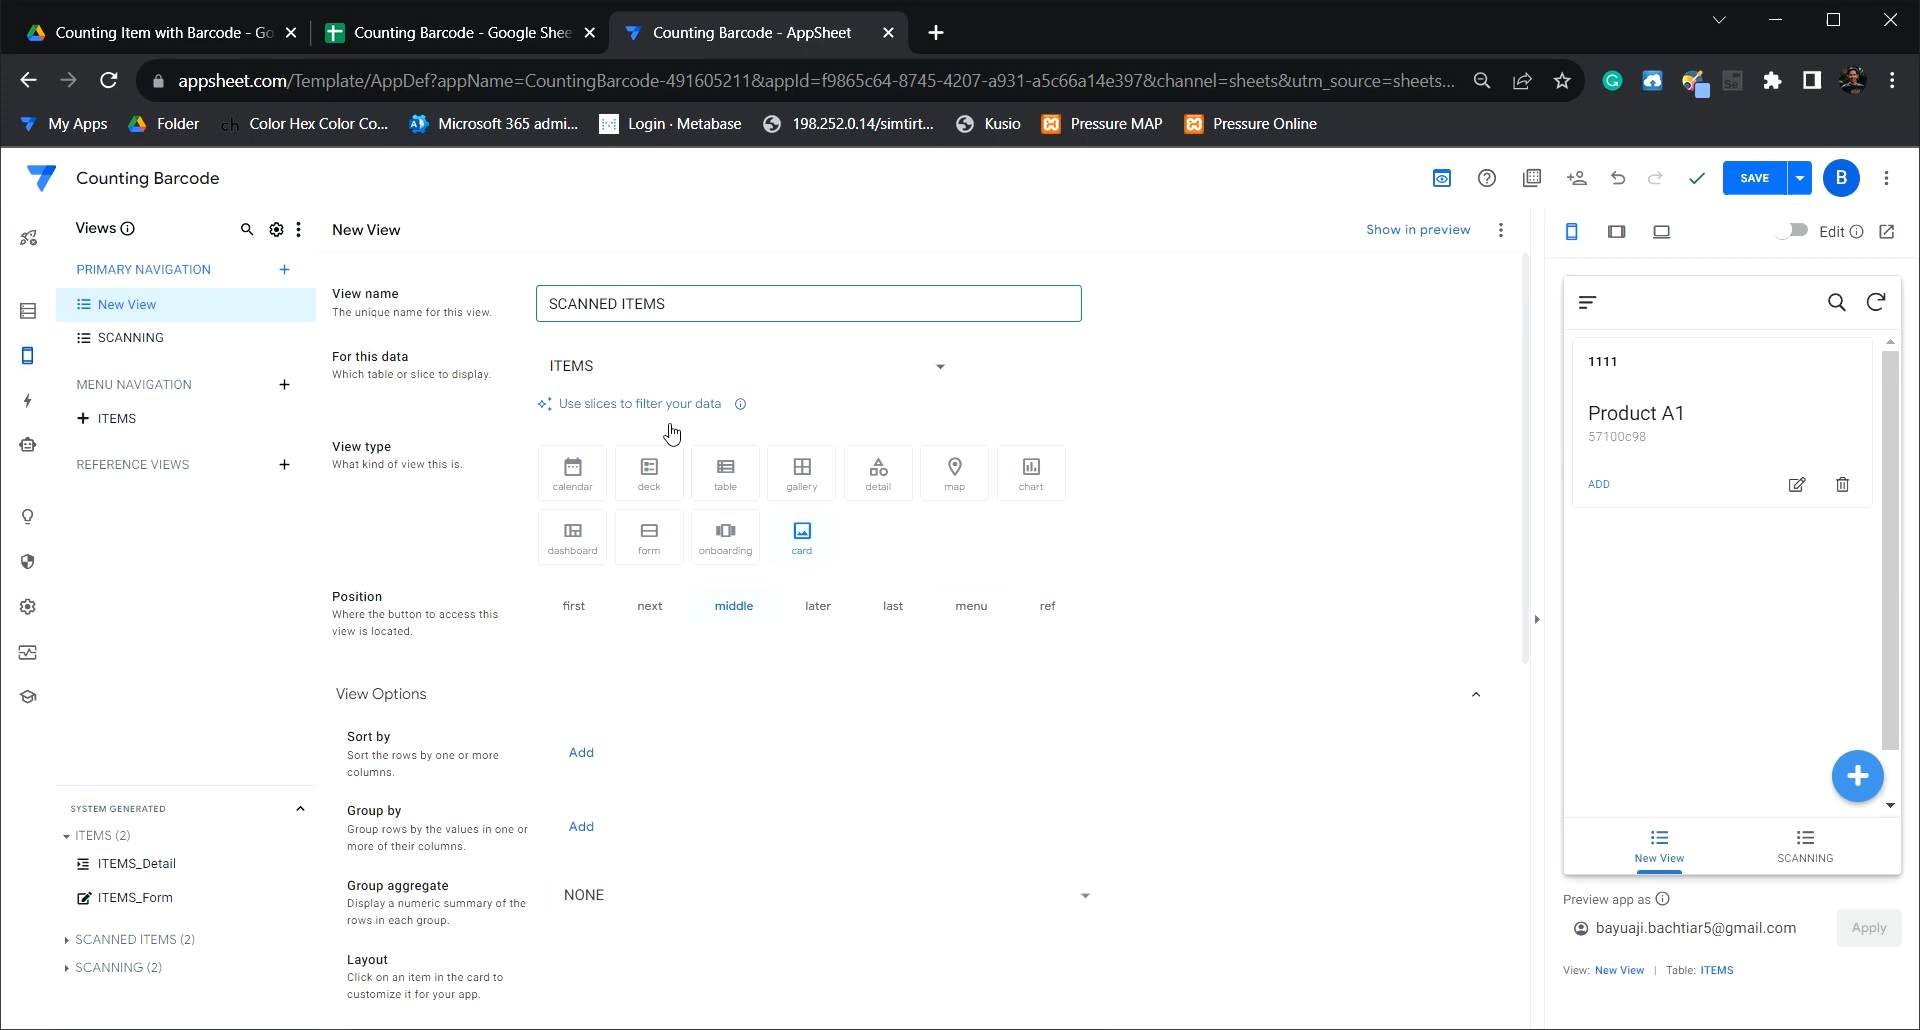 Counting Item with Barcode - Go
Counting Barcode - Google Shee
Counting Barcode - AppSheet
appsheet.com/Template/AppDef?appName=CountingBarcode-491605211&appId=f9865c64-8745-4207-a931-a5c66a14e397&channel=sheets&utm_source=sheets...
My Apps
Folder
ch Color Hex Color Co...
Microsoft 365 admi...
Login · Metabase
198.252.0.14/simtirt...
Kusio
Pressure MAP
Pressure Online
Counting Barcode
SAVE
B
Views
New View
Show in preview
Edit
PRIMARY NAVIGATION
New View
SCANNING
MENU NAVIGATION
ITEMS
REFERENCE VIEWS
SYSTEM GENERATED
ITEMS (2)
ITEMS_Detail
ITEMS_Form
SCANNED ITEMS (2)
SCANNING (2)
View name
The unique name for this view.
SCANNED ITEMS
For this data
Which table or slice to display.
ITEMS
Use slices to filter your data
View type
What kind of view this is.
calendar
deck
table
gallery
detail
map
chart
dashboard
form
onboarding
card
Position
Where the button to access this
view is located.
first
next
middle
later
last
menu
ref
View Options
Sort by
Sort the rows by one or more
columns.
Add
Group by
Group rows by the values in one or
more of their columns.
Add
Group aggregate
Display a numeric summary of the
rows in each group.
NONE
Layout
Click on an item in the card to
customize it for your app.
1111
Product A1
57100c98
ADD
New View
SCANNING
Preview app as
bayuaji.bachtiar5@gmail.com
Apply
View: New View | Table: ITEMS